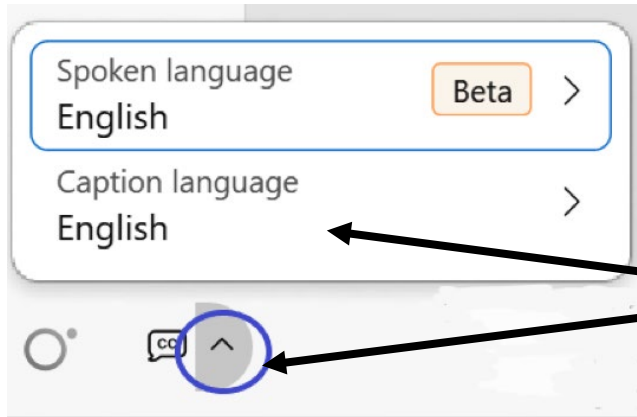 Spoken language
English
Beta
Caption language
English
CC